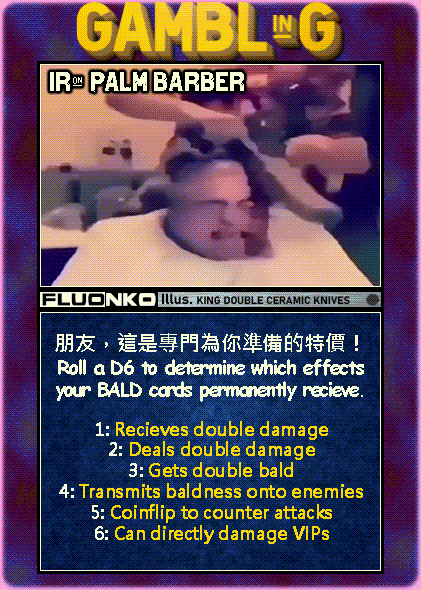 GAMBLING
IRON PALM BARBER
FLUONKO Illus. KING DOUBLE CERAMIC KNIVES
朋友，這是專門為你準備的特價！
Roll a D6 to determine which effects
your BALD cards permanently recieve.
1: Recieves double damage
2: Deals double damage
3: Gets double bald
4: Transmits baldness onto enemies
5: Coinflip to counter attacks
6: Can directly damage VIPs